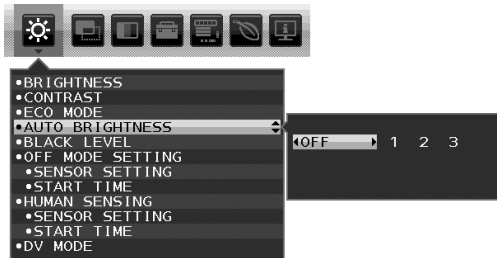 •BRIGHTNESS
•CONTRAST
•ECO MODE
•AUTO BRIGHTNESS
OFF 1 2 3
•BLACK LEVEL
•OFF MODE SETTING
•SENSOR SETTING
•START TIME
•HUMAN SENSING
•SENSOR SETTING
•START TIME
•DV MODE